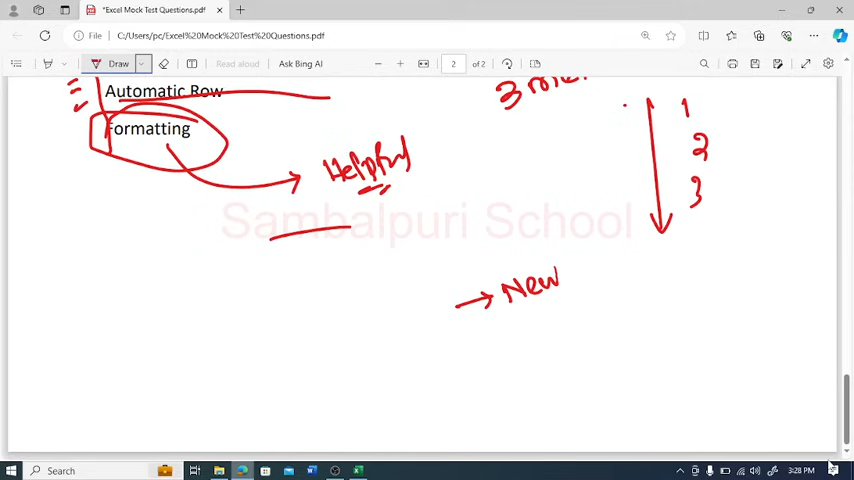 *Excel Mock Test Questions.pdf
C:/Users/pc/Excel%20Mock%20Test%20Questions.pdf
Draw
Read aloud
Ask Bing AI
2 of 2
Automatic Row
Formatting
3
1
2
3
Helpful
Sambalpuri School
New
Search
3:28 PM